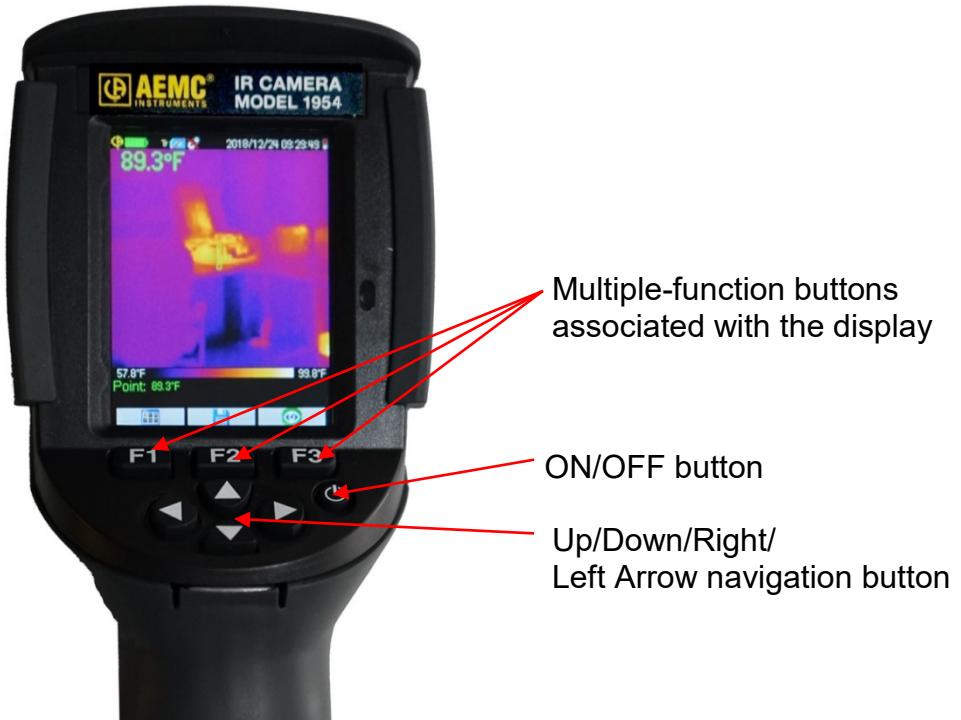 AEMC®
INSTRUMENTS
IR CAMERA
MODEL 1954
2018/12/24 09:29:49
89.3°F
57.8°F 99.8°F
Point: 89.3°F
F1 F2 F3
Multiple-function buttons
associated with the display
ON/OFF button
Up/Down/Right/
Left Arrow navigation button